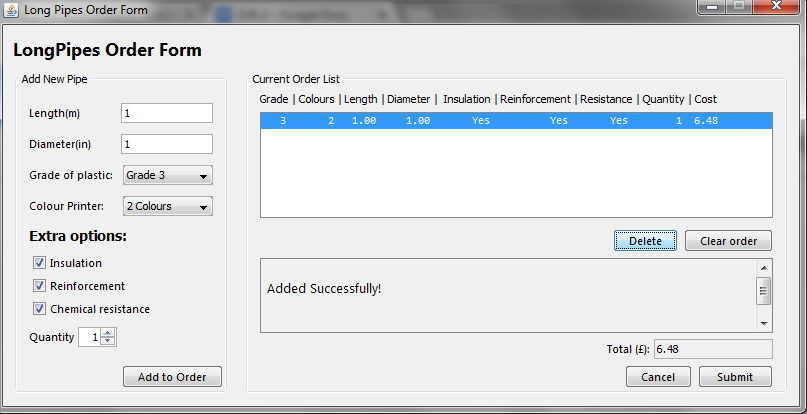 Long Pipes Order Form
LongPipes Order Form
Add New Pipe
Length(m) 1
Diameter(in) 1
Grade of plastic: Grade 3
Colour Printer: 2 Colours
Extra options:
Insulation
Reinforcement
Chemical resistance
Quantity 1
Add to Order
Current Order List
Grade | Colours | Length | Diameter | Insulation | Reinforcement | Resistance | Quantity | Cost
3 2 1.00 1.00 Yes Yes Yes 1 6.48
Delete Clear order
Added Successfully!
Total (£): 6.48
Cancel Submit